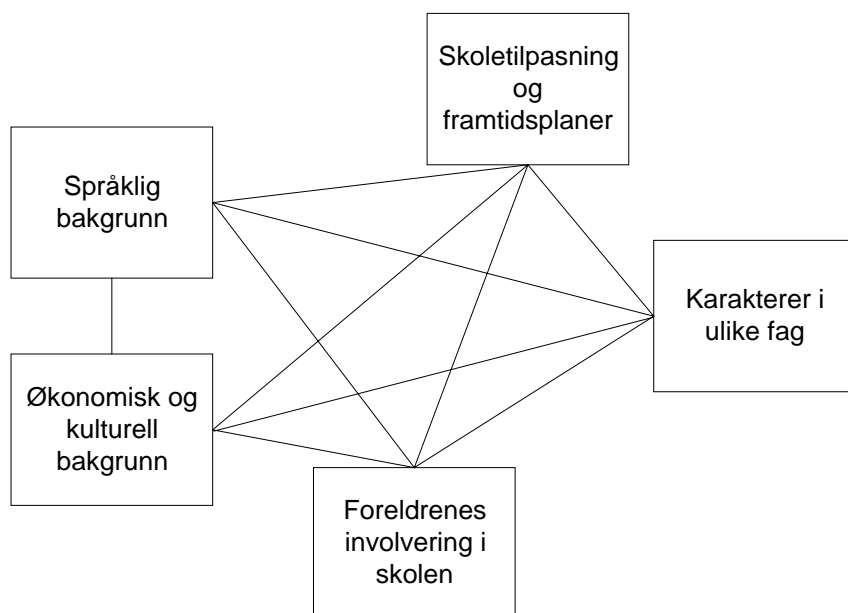 Skoletilpasning
og
framtidsplaner
Språklig
bakgrunn
Karakterer i
ulike fag
Økonomisk og
kulturell
bakgrunn
Foreldrenes
involvering i
skolen